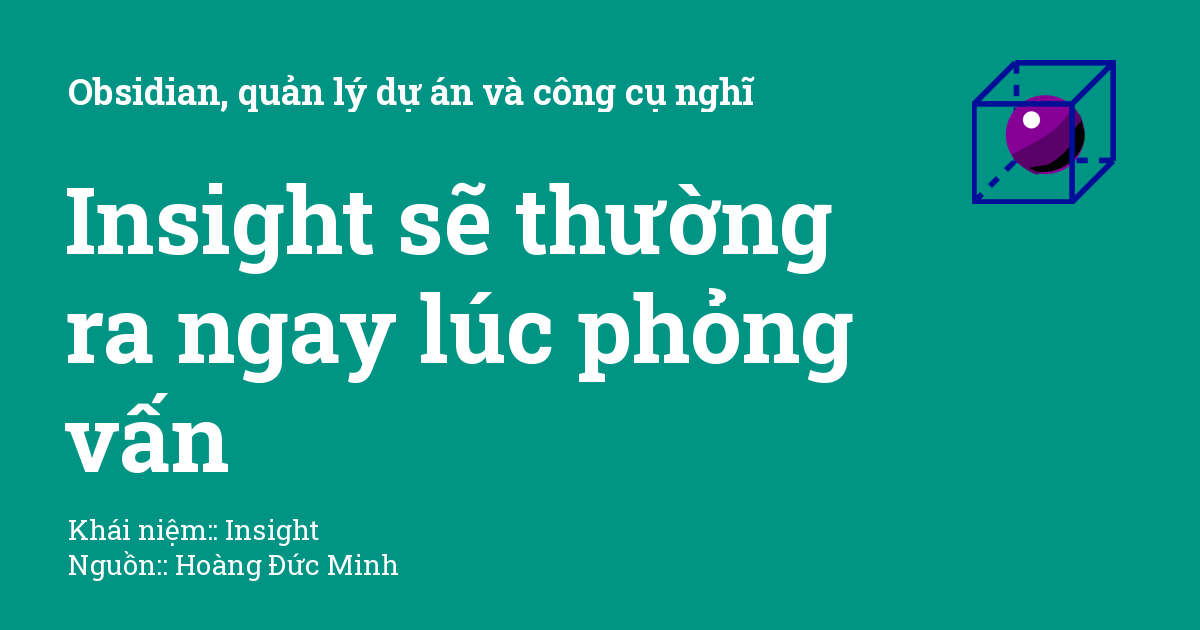 Obsidian, quản lý dự án và công cụ nghĩ
Insight sẽ thường
ra ngay lúc phỏng
vấn
Khái niệm:: Insight
Nguồn:: Hoàng Đức Minh